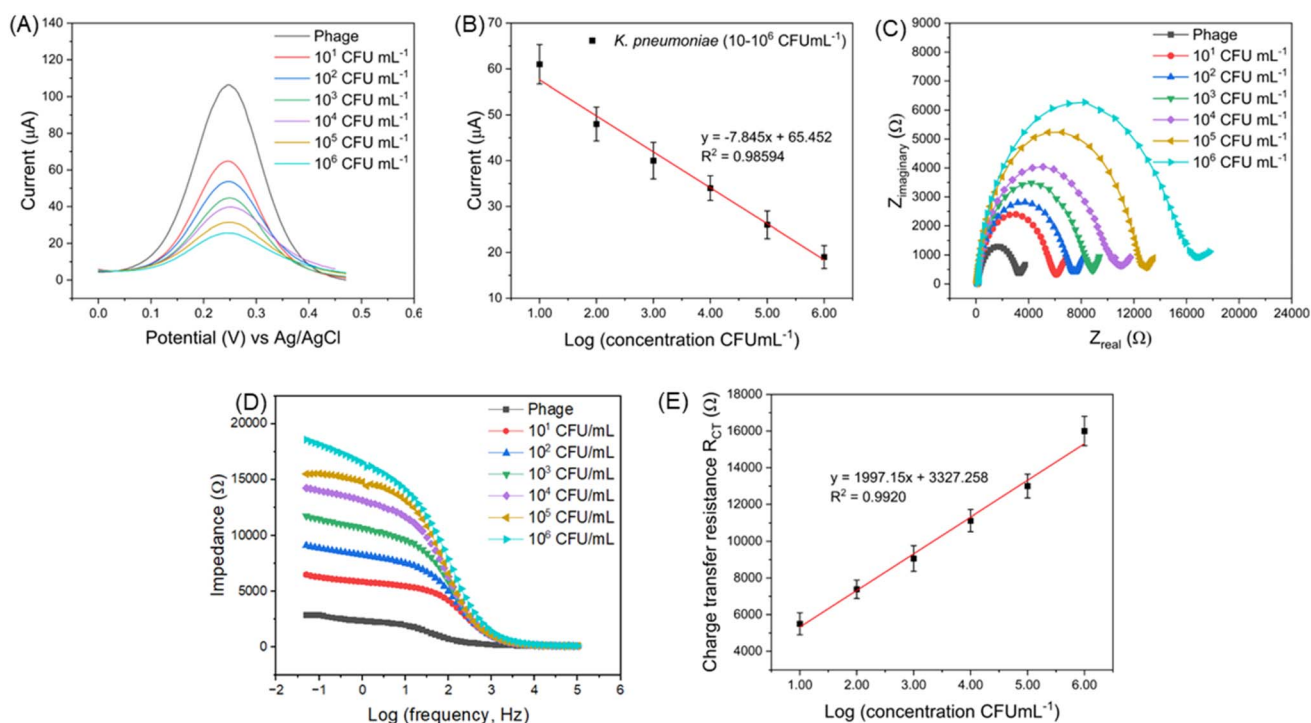 (A)
140
120
100
80
60
40
20
0
-20
0.0 0.1 0.2 0.3 0.4 0.5 0.6
Current (µA)
Potential (V) vs Ag/AgCl
Phage
10¹ CFU mL⁻¹
10² CFU mL⁻¹
10³ CFU mL⁻¹
10⁴ CFU mL⁻¹
10⁵ CFU mL⁻¹
10⁶ CFU mL⁻¹
(B)
70
60
50
40
30
20
10
1.00 2.00 3.00 4.00 5.00 6.00
Current (µA)
Log (concentration CFUmL⁻¹)
K. pneumoniae (10-10⁶ CFUmL⁻¹)
y = -7.845x + 65.452
R² = 0.98594
(C)
9000
8000
7000
6000
5000
4000
3000
2000
1000
0
0 4000 8000 12000 16000 20000 24000
Zimaginary (Ω)
Zreal (Ω)
Phage
10¹ CFU mL⁻¹
10² CFU mL⁻¹
10³ CFU mL⁻¹
10⁴ CFU mL⁻¹
10⁵ CFU mL⁻¹
10⁶ CFU mL⁻¹
(D)
20000
15000
10000
5000
0
−2 −1 0 1 2 3 4 5 6
Impedance (Ω)
Log (frequency, Hz)
Phage
10¹ CFU/mL
10² CFU/mL
10³ CFU/mL
10⁴ CFU/mL
10⁵ CFU/mL
10⁶ CFU/mL
(E)
18000
16000
14000
12000
10000
8000
6000
4000
1.00 2.00 3.00 4.00 5.00 6.00
Charge transfer resistance RCT (Ω)
Log (concentration CFUmL⁻¹)
y = 1997.15x + 3327.258
R² = 0.9920